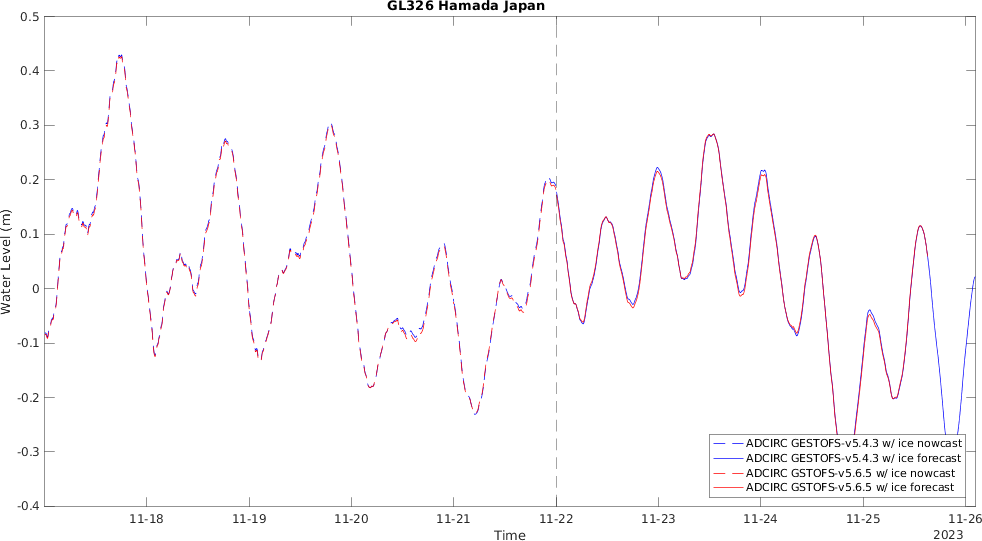 GL326 Hamada Japan
0.5
0.4
0.3
0.2
0.1
0
-0.1
-0.2
-0.3
-0.4
Water Level (m)
ADCIRC GESTOFS-v5.4.3 w/ ice nowcast
ADCIRC GESTOFS-v5.4.3 w/ ice forecast
ADCIRC GSTOFS-v5.6.5 w/ ice nowcast
ADCIRC GSTOFS-v5.6.5 w/ ice forecast
11-18 11-19 11-20 11-21 11-22 11-23 11-24 11-25 11-26
Time
2023